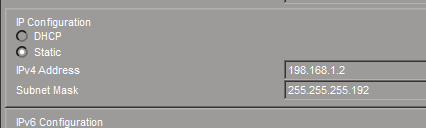 IP Configuration
DHCP
Static
IPv4 Address 198.168.1.2
Subnet Mask 255.255.255.192
IPv6 Configuration